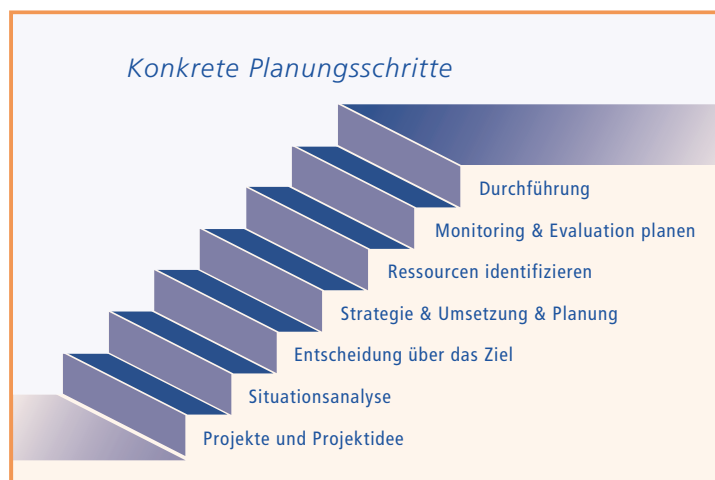 Konkrete Planungsschritte
Durchführung
Monitoring & Evaluation planen
Ressourcen identifizieren
Strategie & Umsetzung & Planung
Entscheidung über das Ziel
Situationsanalyse
Projekte und Projektidee